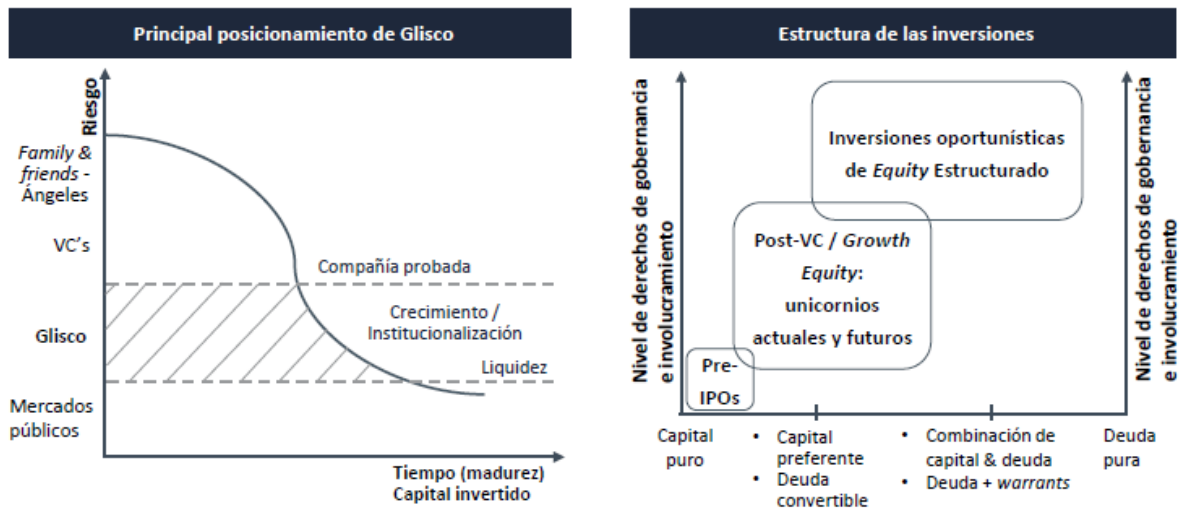 Principal posicionamiento de Glisco
Riesgo
Family &
friends -
Ángeles
VC's
Glisco
Mercados
públicos
Compañía probada
Crecimiento /
Institucionalización
Liquidez
Tiempo (madurez)
Capital invertido
Estructura de las inversiones
Nivel de derechos de gobernancia
e involucramiento
Inversiones oportunísticas
de Equity Estructurado
Post-VC / Growth
Equity:
unicornios
actuales y futuros
Pre-
IPOs
Nivel de derechos de gobernancia
e involucramiento
Capital
puro
• Capital
preferente
• Deuda
convertible
• Combinación de
capital & deuda
• Deuda + warrants
Deuda
pura